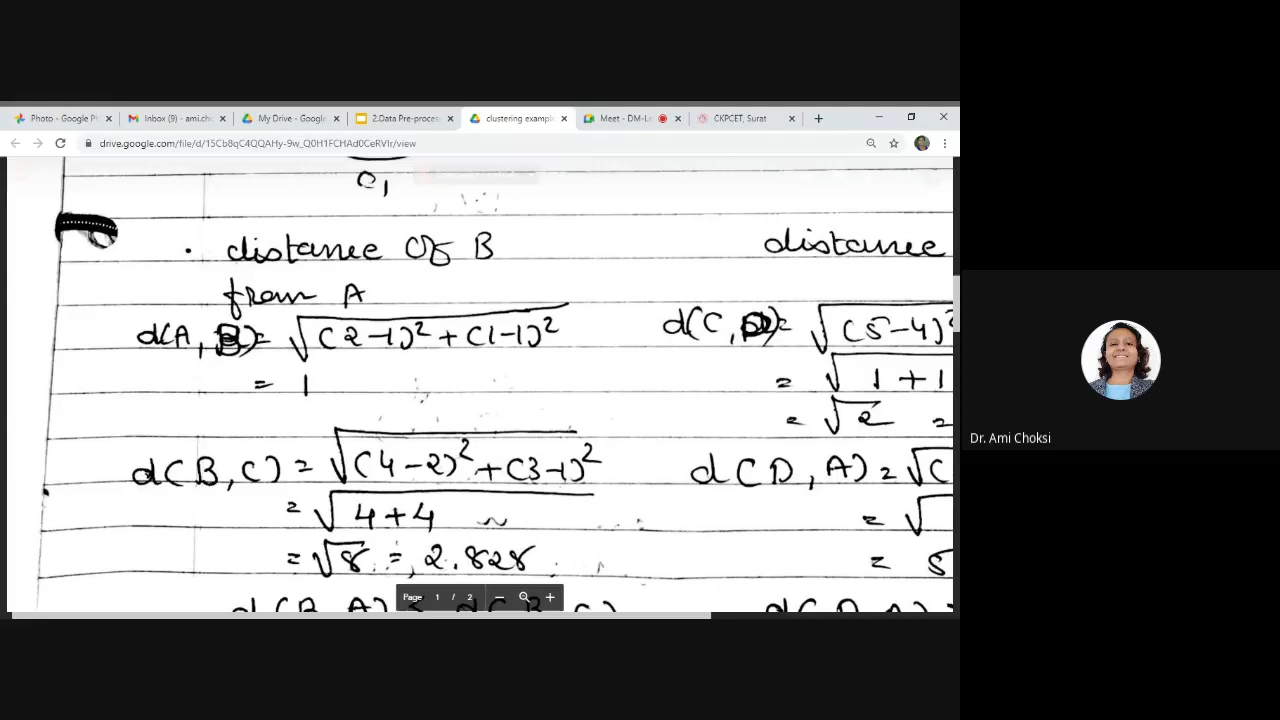 Photo - Google P
Inbox (9) - ami.cho
My Drive - Google
2.Data Pre-process
clustering example
Meet - DM-Le
CKPCET, Surat
drive.google.com/file/d/15Cb8qC4QQAHy-9w_Q0H1FCHAd0CeRVIr/view
C1
. distance of B
from A
d(A, B) = √(2-1)² + (1-1)²
= 1
d(B, C) = √(4-2)² + (3-1)²
= √4+4
= √8 = 2.828
d(B, A) ≤ d(B, C)
distance
d(C, D) = √(5-4)²
= √1+1
= √2 =
d(D, A) = √(
= √
= 5
d(D, A)
Page 1 / 2
Dr. Ami Choksi